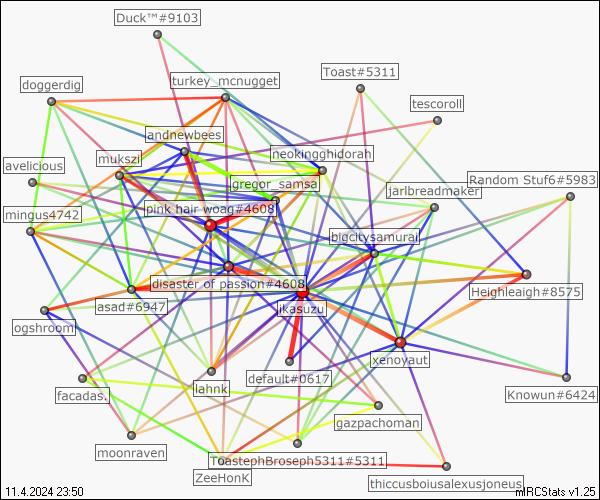 Duck™#9103
Toast#5311
turkey_mcnugget
doggerdig
tescoroll
andnewbees
neokingghidorah
mukszi
avelicious
Random Stuf6#5983
gregor_samsa
jarlbreadmaker
mingus4742
pink hair woag#4608
bigcitysamurai
disaster of passion#4608
Heighleaigh#8575
asad#6947
ikasuzu
ogshroom
xenoyaut
default#0617
lahnk
facadas.
Knowun#6424
gazpachoman
moonraven
ToastephBroseph5311#5311
ZeeHonK
thiccusboiusalexusjoneus
11.4.2024 23:50
mIRCStats v1.25